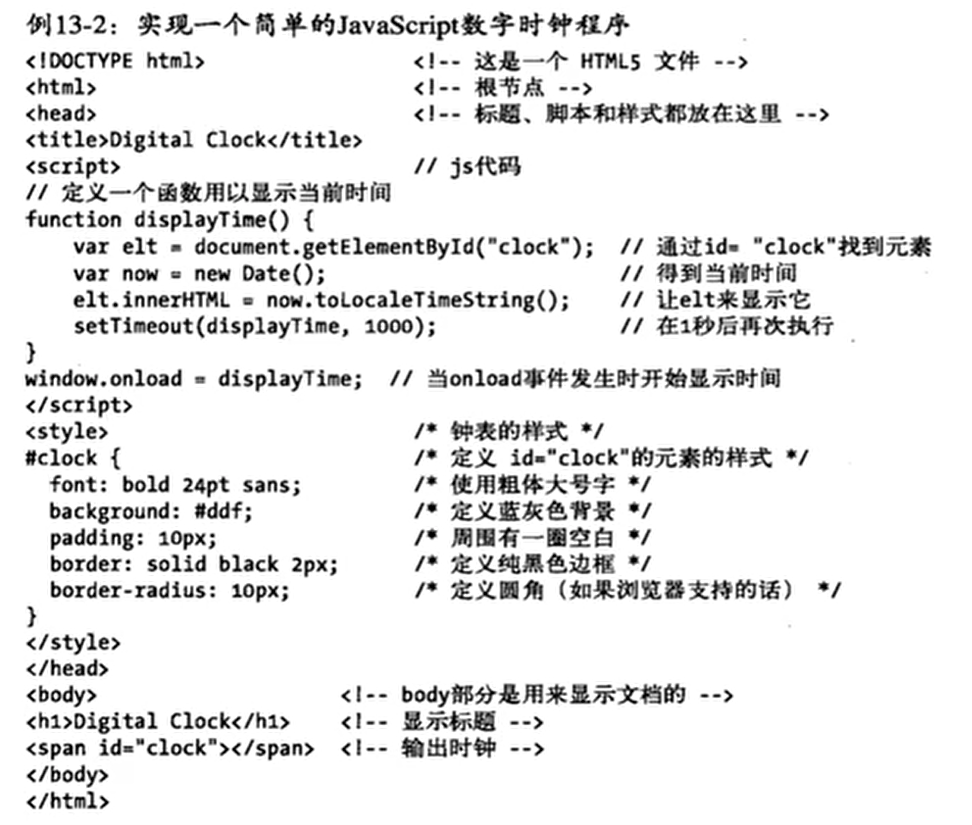 例13-2：实现一个简单的JavaScript数字时钟程序
<!DOCTYPE html> <!-- 这是一个 HTML5 文件 -->
<html> <!-- 根节点 -->
<head> <!-- 标题、脚本和样式都放在这里 -->
<title>Digital Clock</title>
<script> // js代码
// 定义一个函数用以显示当前时间
function displayTime() {
    var elt = document.getElementById("clock"); // 通过id= "clock"找到元素
    var now = new Date(); // 得到当前时间
    elt.innerHTML = now.toLocaleTimeString(); // 让elt来显示它
    setTimeout(displayTime, 1000); // 在1秒后再次执行
}
window.onload = displayTime; // 当onload事件发生时开始显示时间
</script>
<style> /* 钟表的样式 */
#clock { /* 定义 id="clock"的元素的样式 */
  font: bold 24pt sans; /* 使用粗体大号字 */
  background: #ddf; /* 定义蓝灰色背景 */
  padding: 10px; /* 周围有一圈空白 */
  border: solid black 2px; /* 定义纯黑色边框 */
  border-radius: 10px; /* 定义圆角（如果浏览器支持的话） */
}
</style>
</head>
<body> <!-- body部分是用来显示文档的 -->
<h1>Digital Clock</h1> <!-- 显示标题 -->
<span id="clock"></span> <!-- 输出时钟 -->
</body>
</html>